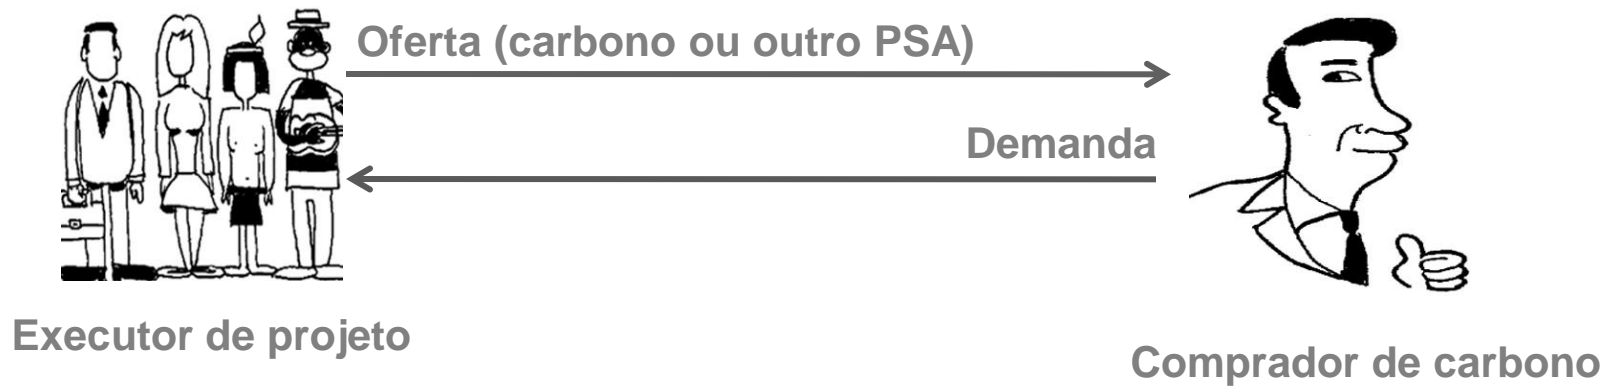 Oferta (carbono ou outro PSA)
Demanda
Executor de projeto
Comprador de carbono